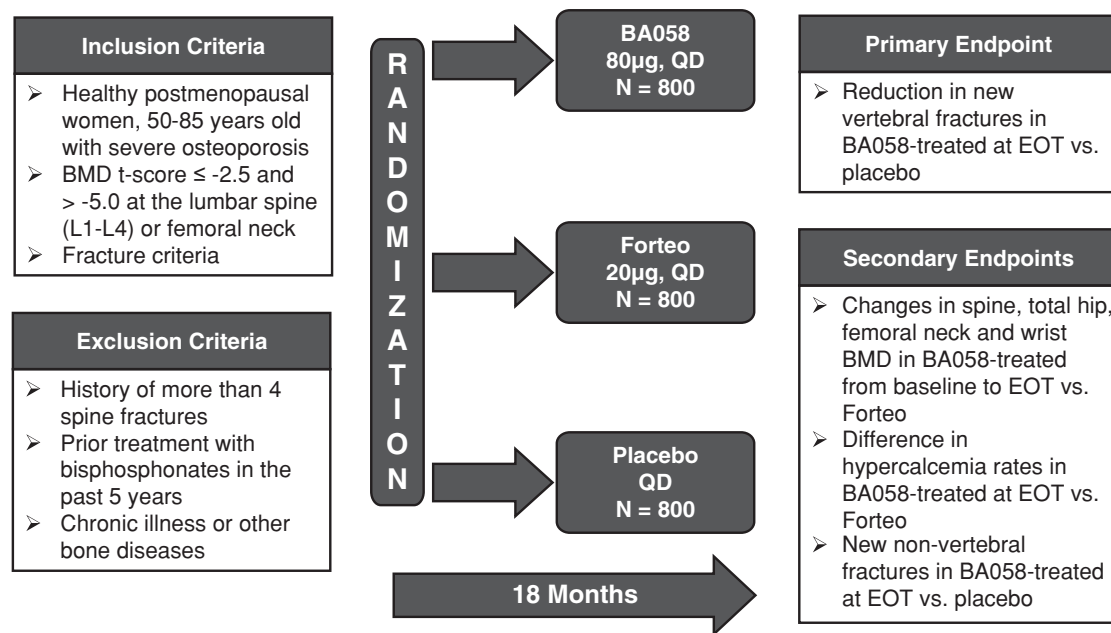 Inclusion Criteria
➢ Healthy postmenopausal
women, 50-85 years old
with severe osteoporosis
➢ BMD t-score ≤ -2.5 and
> -5.0 at the lumbar spine
(L1-L4) or femoral neck
➢ Fracture criteria
Exclusion Criteria
➢ History of more than 4
spine fractures
➢ Prior treatment with
bisphosphonates in the
past 5 years
➢ Chronic illness or other
bone diseases
R
A
N
D
O
M
I
Z
A
T
I
O
N
BA058
80µg, QD
N = 800
Forteo
20µg, QD
N = 800
Placebo
QD
N = 800
18 Months
Primary Endpoint
➢ Reduction in new
vertebral fractures in
BA058-treated at EOT vs.
placebo
Secondary Endpoints
➢ Changes in spine, total hip,
femoral neck and wrist
BMD in BA058-treated
from baseline to EOT vs.
Forteo
➢ Difference in
hypercalcemia rates in
BA058-treated at EOT vs.
Forteo
➢ New non-vertebral
fractures in BA058-treated
at EOT vs. placebo